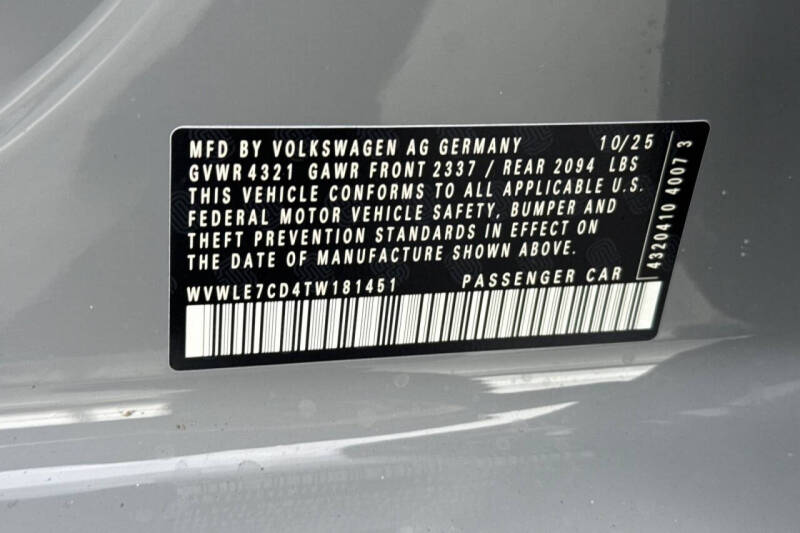 MFD BY VOLKSWAGEN AG GERMANY 10/25
GVWR 4321 GAWR FRONT 2337 / REAR 2094 LBS
THIS VEHICLE CONFORMS TO ALL APPLICABLE U.S.
FEDERAL MOTOR VEHICLE SAFETY, BUMPER AND
THEFT PREVENTION STANDARDS IN EFFECT ON
THE DATE OF MANUFACTURE SHOWN ABOVE.
WVWLE7CD4TW181451 PASSENGER CAR
4320410 4007 3